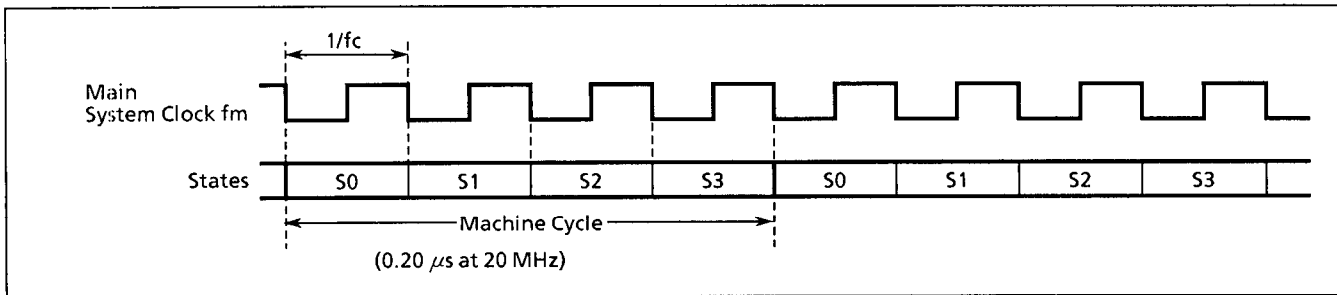 1/fc
Main
System Clock fm
States S0 S1 S2 S3 S0 S1 S2 S3
Machine Cycle
(0.20 μs at 20 MHz)